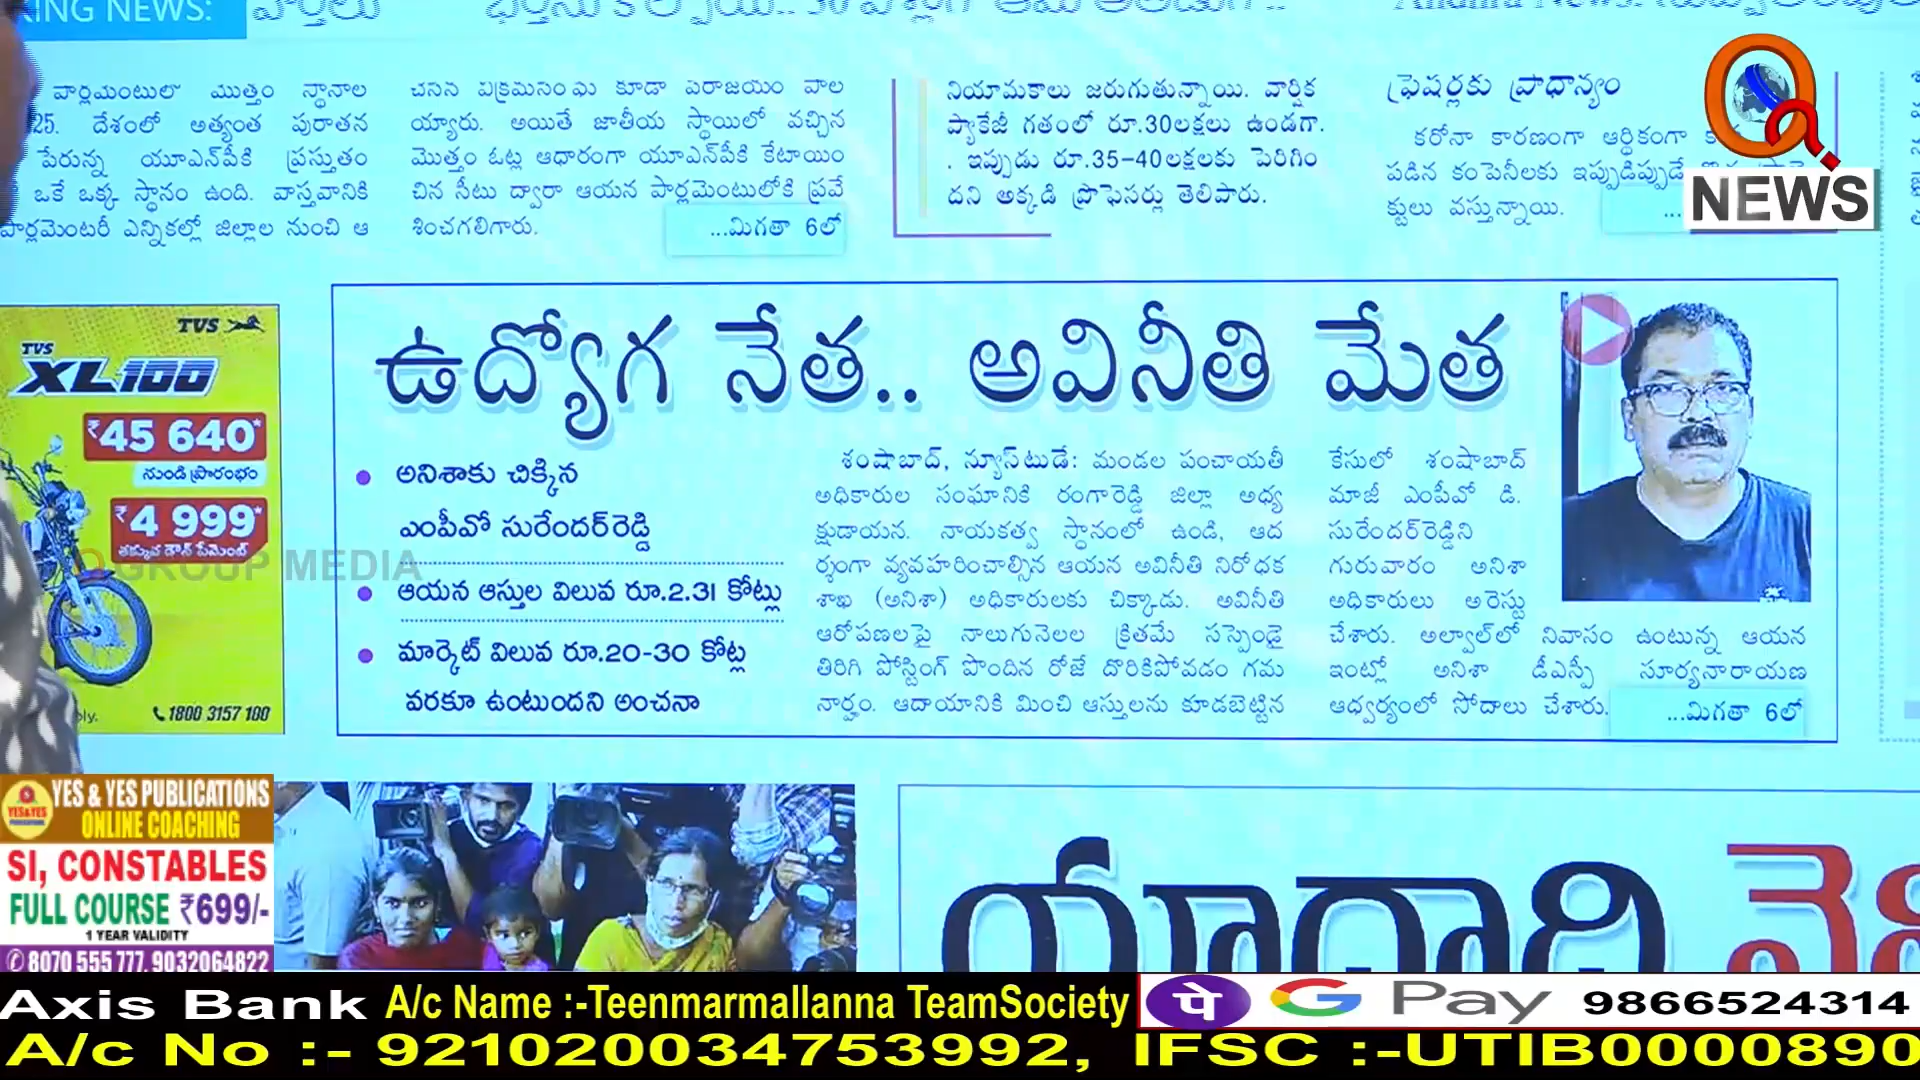 ING NEWS:
పార్లమెంటులో మొత్తం స్థానాల
25. దేశంలో అత్యంత పురాతన
పేరున్న యూఎన్‌పీకి ప్రస్తుతం
ఒకే ఒక్క స్థానం ఉంది. వాస్తవానికి
పార్లమెంటరీ ఎన్నికల్లో జిల్లాల నుంచి ఆ
కూడా పరాజయం పాల
య్యారు. అయితే జాతీయ స్థాయిలో వచ్చిన
మొత్తం ఓట్ల ఆధారంగా యూఎన్‌పీకి కేటాయిం
చిన సీటు ద్వారా ఆయన పార్లమెంటులోకి ప్రవే
శించగలిగారు.
...మిగతా 6లో
నియామకాలు జరుగుతున్నాయి. వార్షిక
ప్యాకేజీ గతంలో రూ.30లక్షలు ఉండగా.
. ఇప్పుడు రూ.35–40లక్షలకు పెరిగిం
దని అక్కడి ప్రొఫెసర్లు తెలిపారు.
ఫ్రెషర్లకు ప్రాధాన్యం
కరోనా కారణంగా ఆర్థికంగా
పడిన కంపెనీలకు ఇప్పుడిప్పుడే
క్టులు వస్తున్నాయి.
Q
NEWS
TVS
TVS
XL100
₹45 640*
నుండి ప్రారంభం
₹4 999*
తక్కువ డౌన్ పేమెంట్
1800 3157 100
ఉద్యోగ నేత.. అవినీతి మేత
• అనిశాకు చిక్కిన
ఎంపీవో సురేందర్‌రెడ్డి
• ఆయన ఆస్తుల విలువ రూ.2.31 కోట్లు
• మార్కెట్ విలువ రూ.20-30 కోట్ల
వరకూ ఉంటుందని అంచనా
శంషాబాద్, న్యూస్‌టుడే: మండల పంచాయతీ
అధికారుల సంఘానికి రంగారెడ్డి జిల్లా అధ్య
క్షుడాయన. నాయకత్వ స్థానంలో ఉండి, ఆద
ర్శంగా వ్యవహరించాల్సిన ఆయన అవినీతి నిరోధక
శాఖ (అనిశా) అధికారులకు చిక్కాడు. అవినీతి
ఆరోపణలపై నాలుగునెలల క్రితమే సస్పెండై
తిరిగి పోస్టింగ్ పొందిన రోజే దొరికిపోవడం గమ
నార్హం. ఆదాయానికి మించి ఆస్తులను కూడబెట్టిన
కేసులో శంషాబాద్
మాజీ ఎంపీవో డి.
సురేందర్‌రెడ్డిని
గురువారం అనిశా
అధికారులు అరెస్టు
చేశారు. అల్వాల్‌లో నివాసం ఉంటున్న ఆయన
ఇంట్లో అనిశా డీఎస్పీ సూర్యనారాయణ
ఆధ్వర్యంలో సోదాలు చేశారు.
...మిగతా 6లో
Q GROUP MEDIA
YES & YES PUBLICATIONS
ONLINE COACHING
SI, CONSTABLES
FULL COURSE ₹699/-
1 YEAR VALIDITY
8070 555 777, 9032064822
యాదాద్రి
Axis Bank A/c Name :-Teenmarmallanna TeamSociety
पे G Pay 9866524314
A/c No :- 921020034753992, IFSC :-UTIB0000890